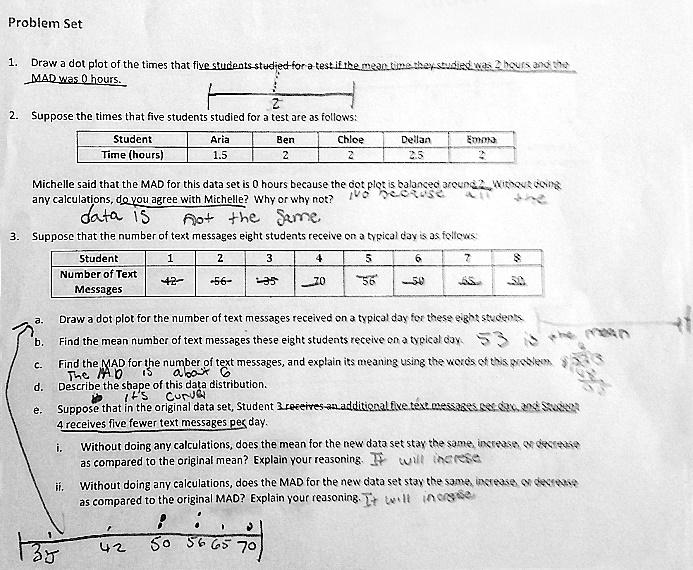 Problem Set
1. Draw a dot plot of the times that five students studied for a test if the mean time they studied was 2 hours and the
MAD was 0 hours.
2
2. Suppose the times that five students studied for a test are as follows:
Student Aria Ben Chloe Dellan Emma
Time (hours) 1.5 2 2 2.5 2
Michelle said that the MAD for this data set is 0 hours because the dot plot is balanced around 2. Without doing
any calculations, do you agree with Michelle? Why or why not? No because all the
data is not the same
3. Suppose that the number of text messages eight students receive on a typical day is as follows:
Student 1 2 3 4 5 6 7 8
Number of Text
Messages 42 56 35 70 56 50 65 50
a. Draw a dot plot for the number of text messages received on a typical day for these eight students.
b. Find the mean number of text messages these eight students receive on a typical day. 53 is the mean
c. Find the MAD for the number of text messages, and explain its meaning using the words of this problem.
The MAD is about 6
d. Describe the shape of this data distribution.
it's curve
e. Suppose that in the original data set, Student 3 receives an additional five text messages per day, and Student
4 receives five fewer text messages per day.
i. Without doing any calculations, does the mean for the new data set stay the same, increase, or decrease
as compared to the original mean? Explain your reasoning. It will increse
ii. Without doing any calculations, does the MAD for the new data set stay the same, increase, or decrease
as compared to the original MAD? Explain your reasoning. It will increse
35 42 50 56 65 70